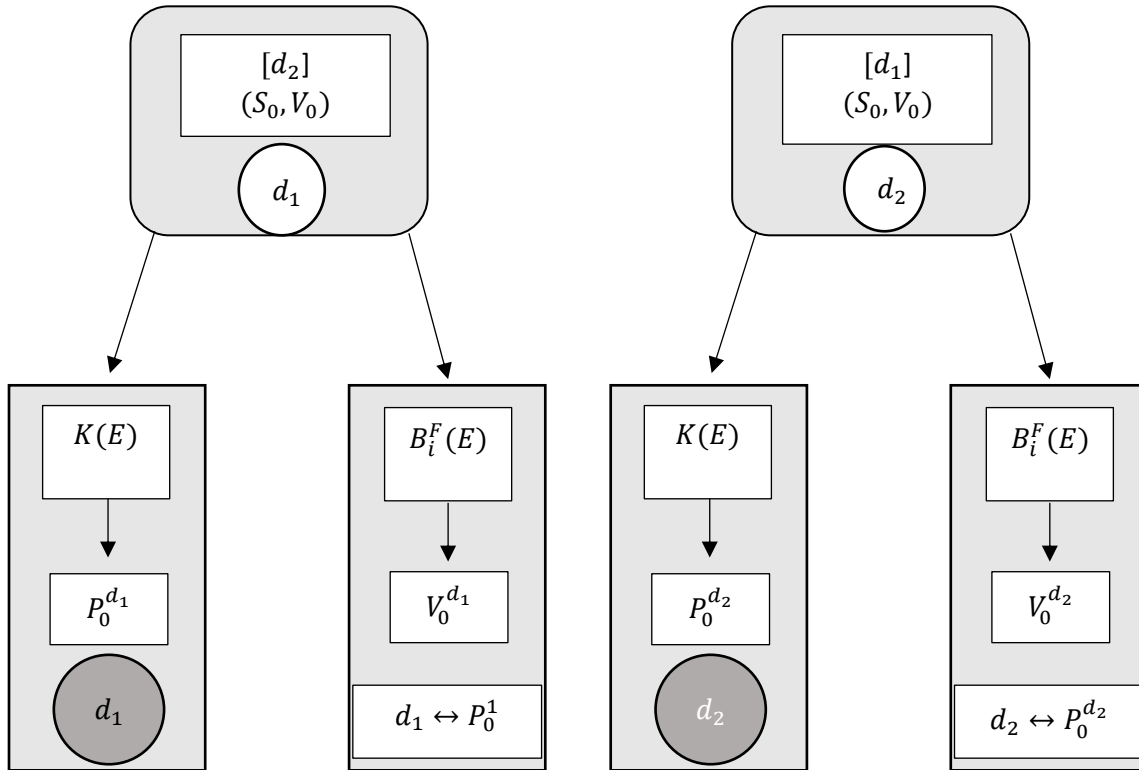 [d₂]
(S₀, V₀)
d₁
[d₁]
(S₀, V₀)
d₂
K(E)
P₀^{d₁}
d₁
B_i^F(E)
V₀^{d₁}
d₁ ↔ P₀¹
K(E)
P₀^{d₂}
d₂
B_i^F(E)
V₀^{d₂}
d₂ ↔ P₀^{d₂}